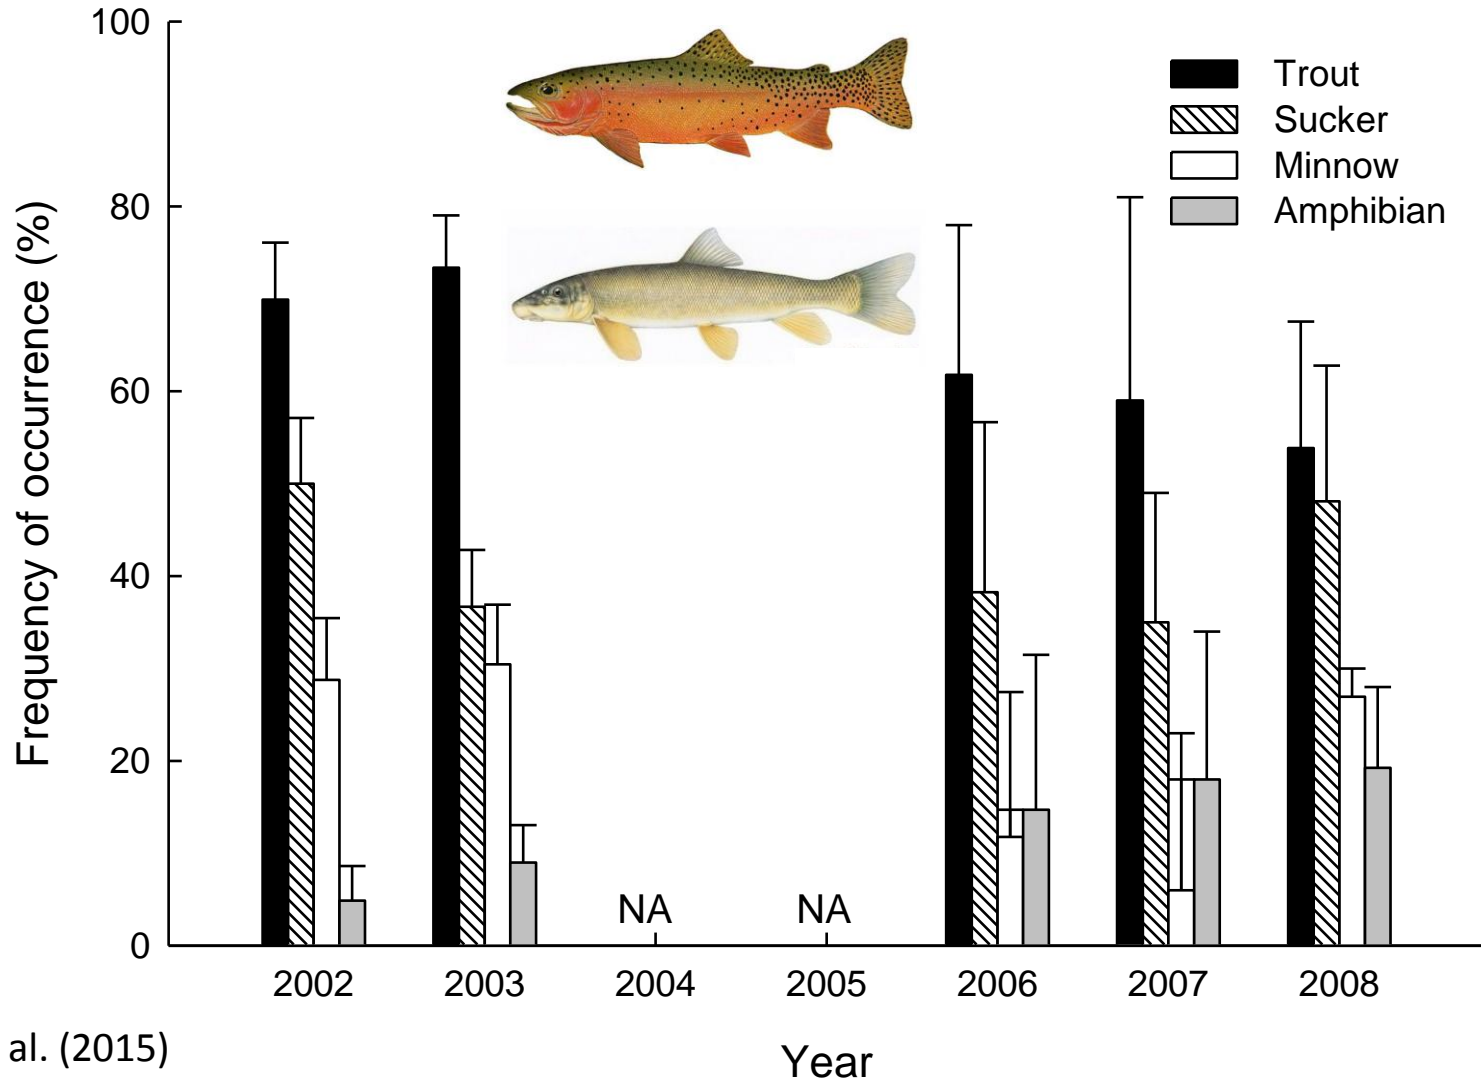 100
80
60
40
20
0
Frequency of occurrence (%)
Trout
Sucker
Minnow
Amphibian
NA
NA
2002
2003
2004
2005
2006
2007
2008
Year
al. (2015)